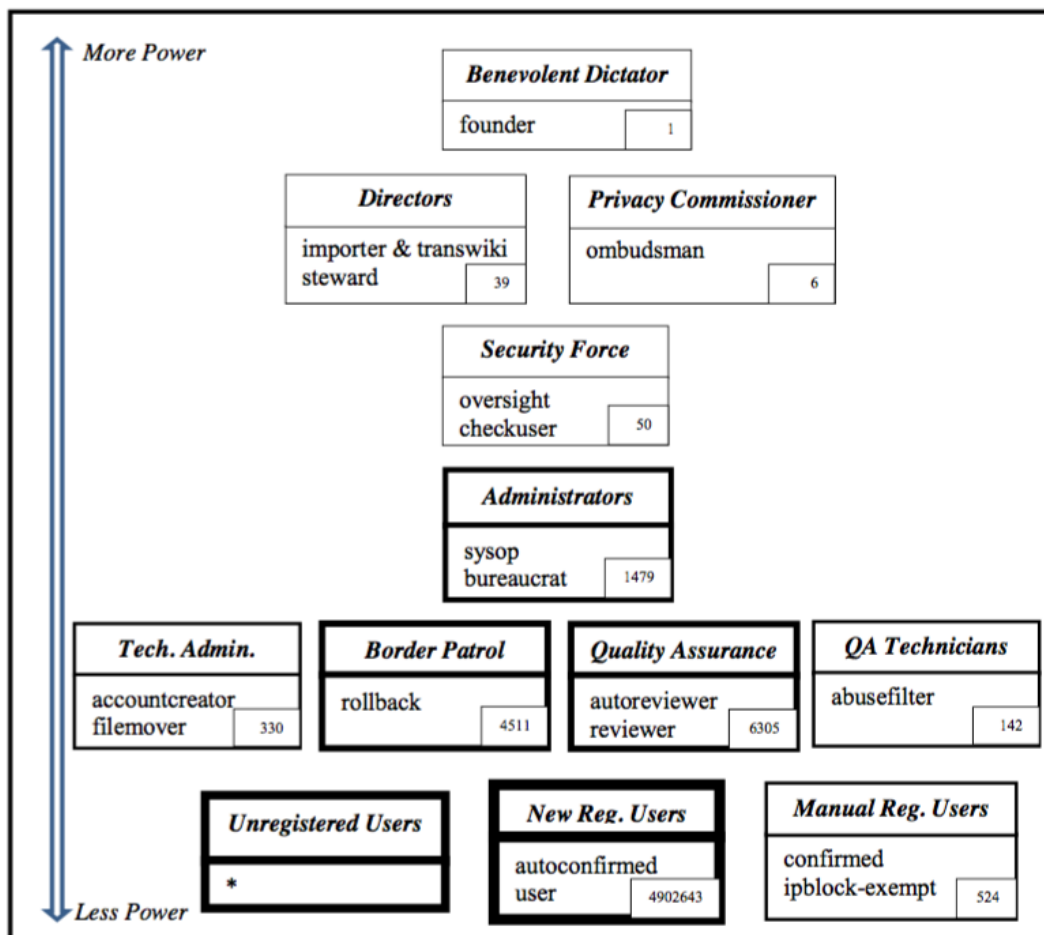 More Power
Benevolent Dictator
founder
1
Directors
importer & transwiki
steward
39
Privacy Commissioner
ombudsman
6
Security Force
oversight
checkuser
50
Administrators
sysop
bureaucrat
1479
Tech. Admin.
accountcreator
filemover
330
Border Patrol
rollback
4511
Quality Assurance
autoreviewer
reviewer
6305
QA Technicians
abusefilter
142
Unregistered Users
*
New Reg. Users
autoconfirmed
user
4902643
Manual Reg. Users
confirmed
ipblock-exempt
524
Less Power